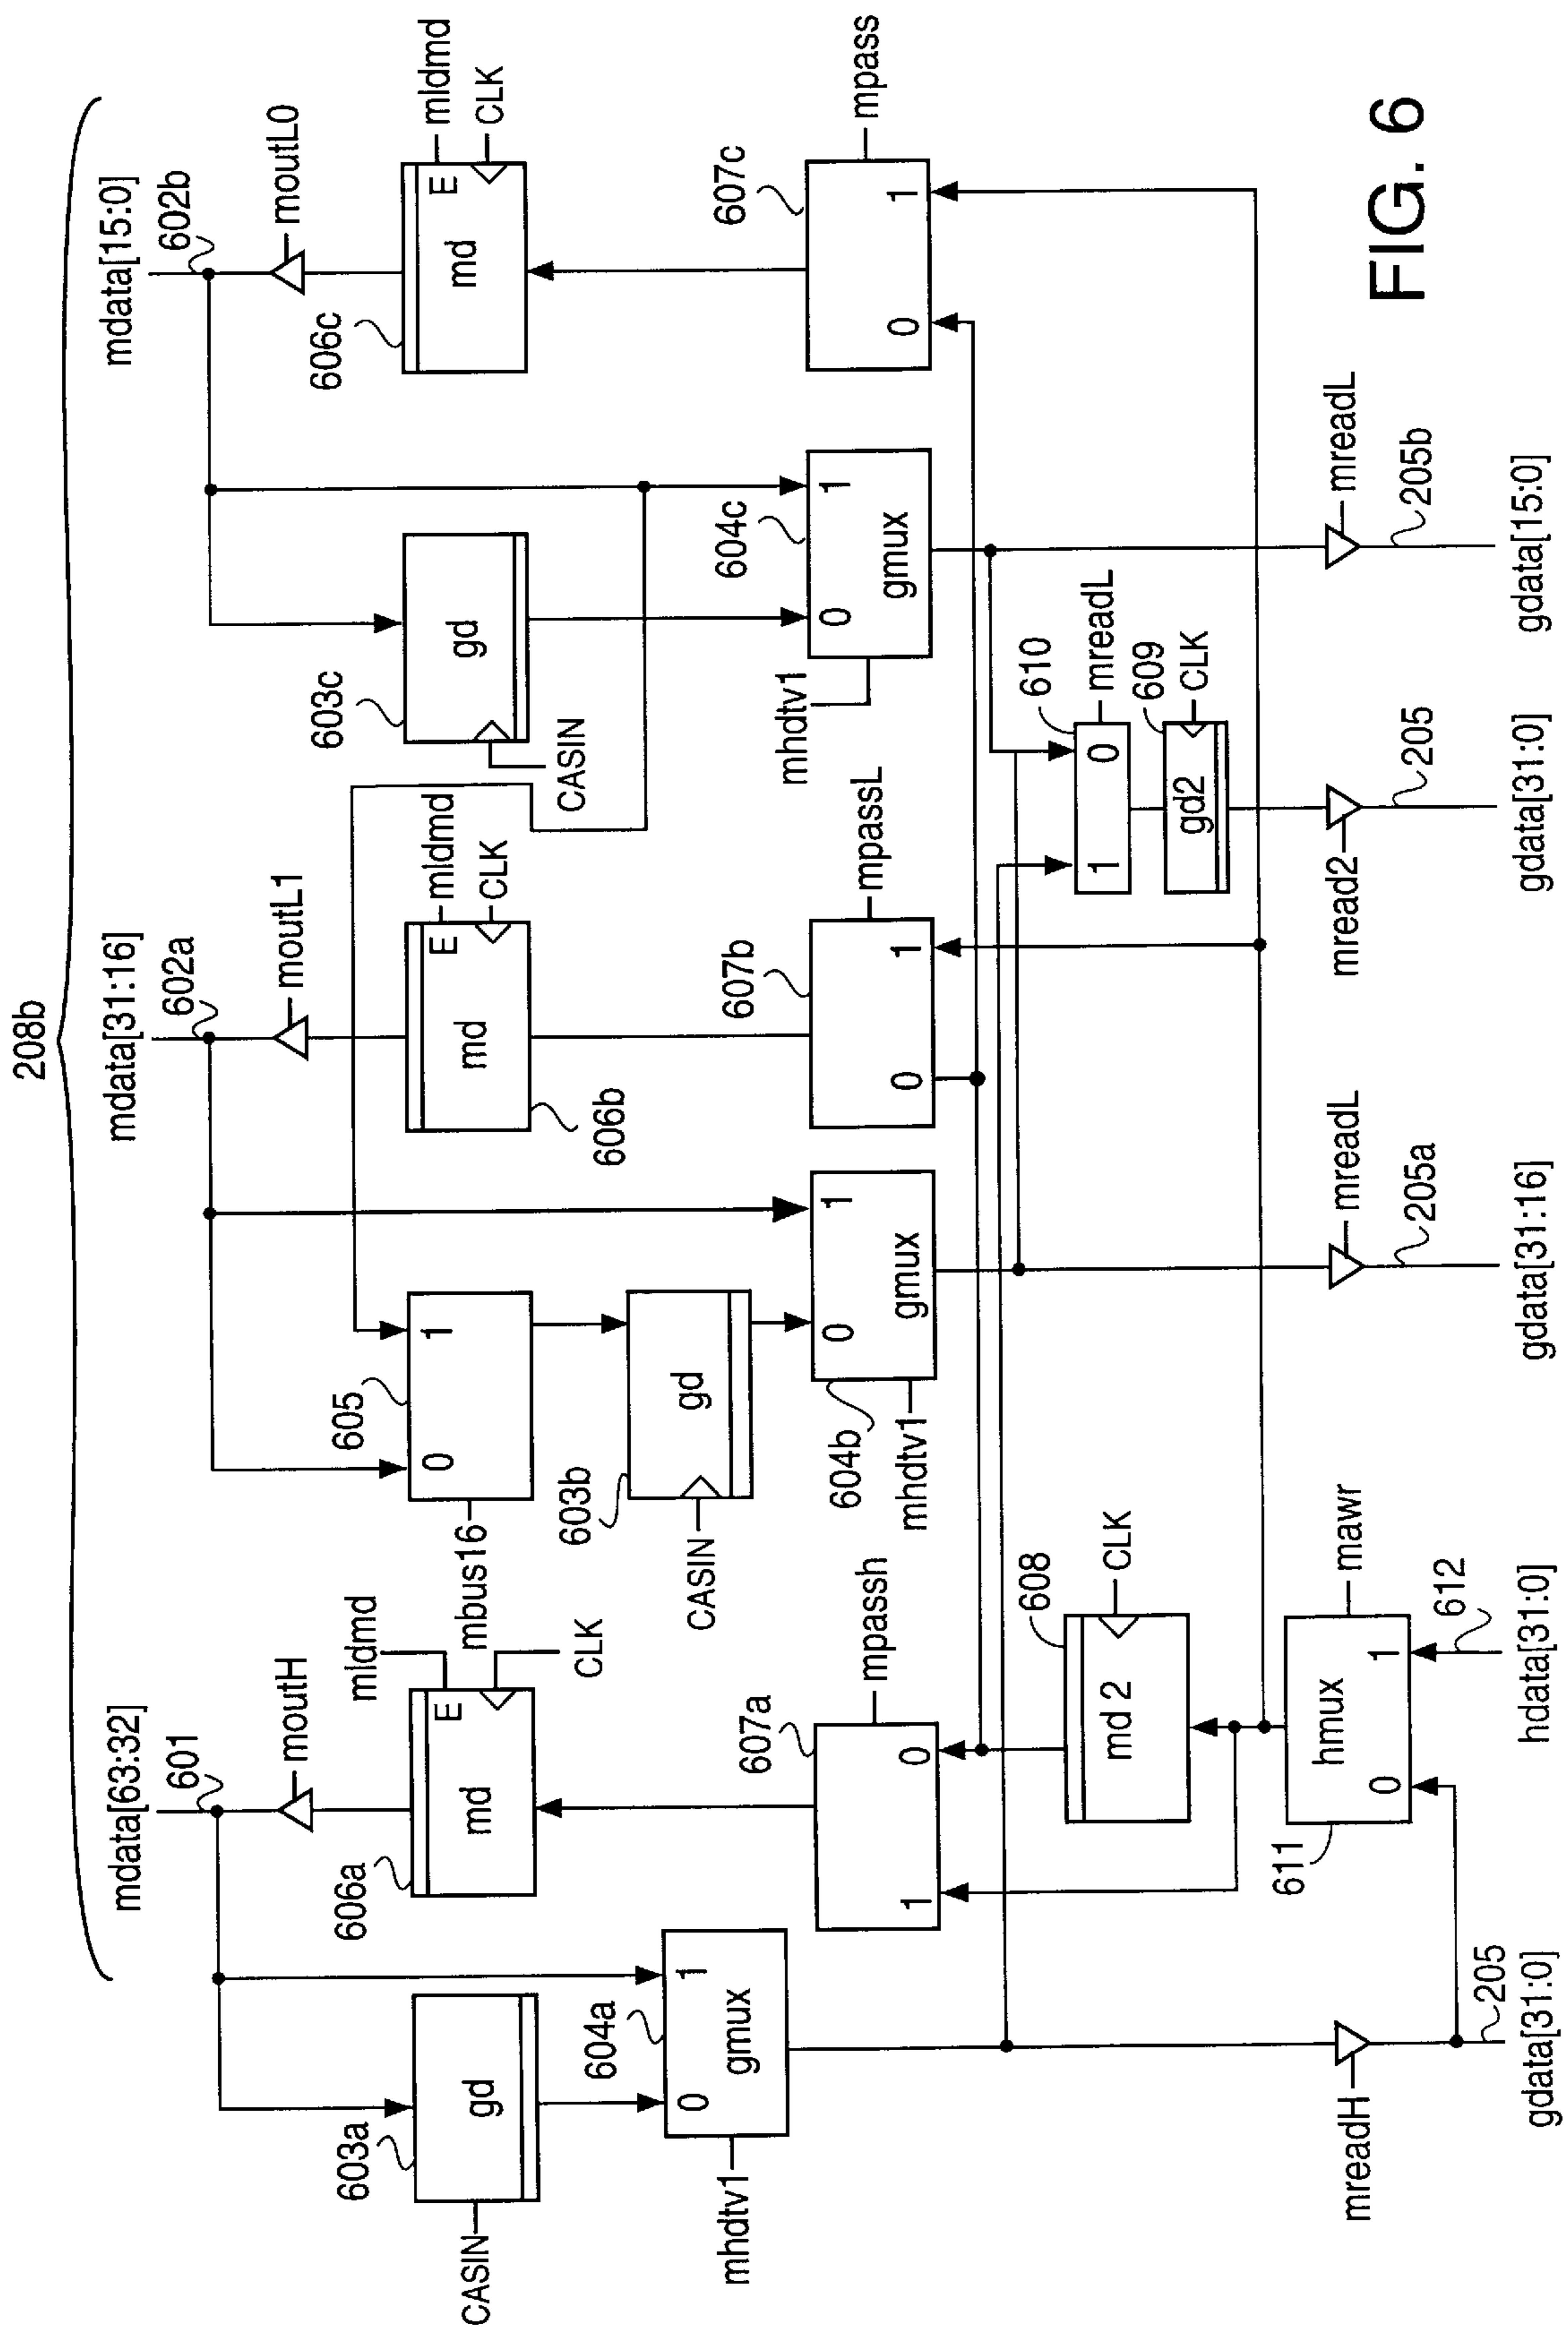 208b
mdata[63:32]
601
moutH
mldmd
CLK
E
md
606a
603a
gd
CASIN
604a
0
1
gmux
mhdtv1
607a
mpassh
1
0
608
CLK
md 2
611
hmux
mawr
0
1
612
hdata[31:0]
mreadH
205
gdata[31:0]
mdata[31:16]
602a
moutL1
mldmd
CLK
E
md
606b
605
0
1
mbus16
603b
gd
CASIN
604b
0
1
gmux
mhdtv1
607b
mpassL
0
1
mreadL
205a
gdata[31:16]
mdata[15:0]
602b
moutL0
mldmd
CLK
E
md
606c
603c
gd
CASIN
604c
0
1
gmux
mhdtv1
607c
mpass
0
1
610
mreadL
1
0
609
CLK
gd2
mread2
205
gdata[31:0]
mreadL
205b
gdata[15:0]
FIG. 6